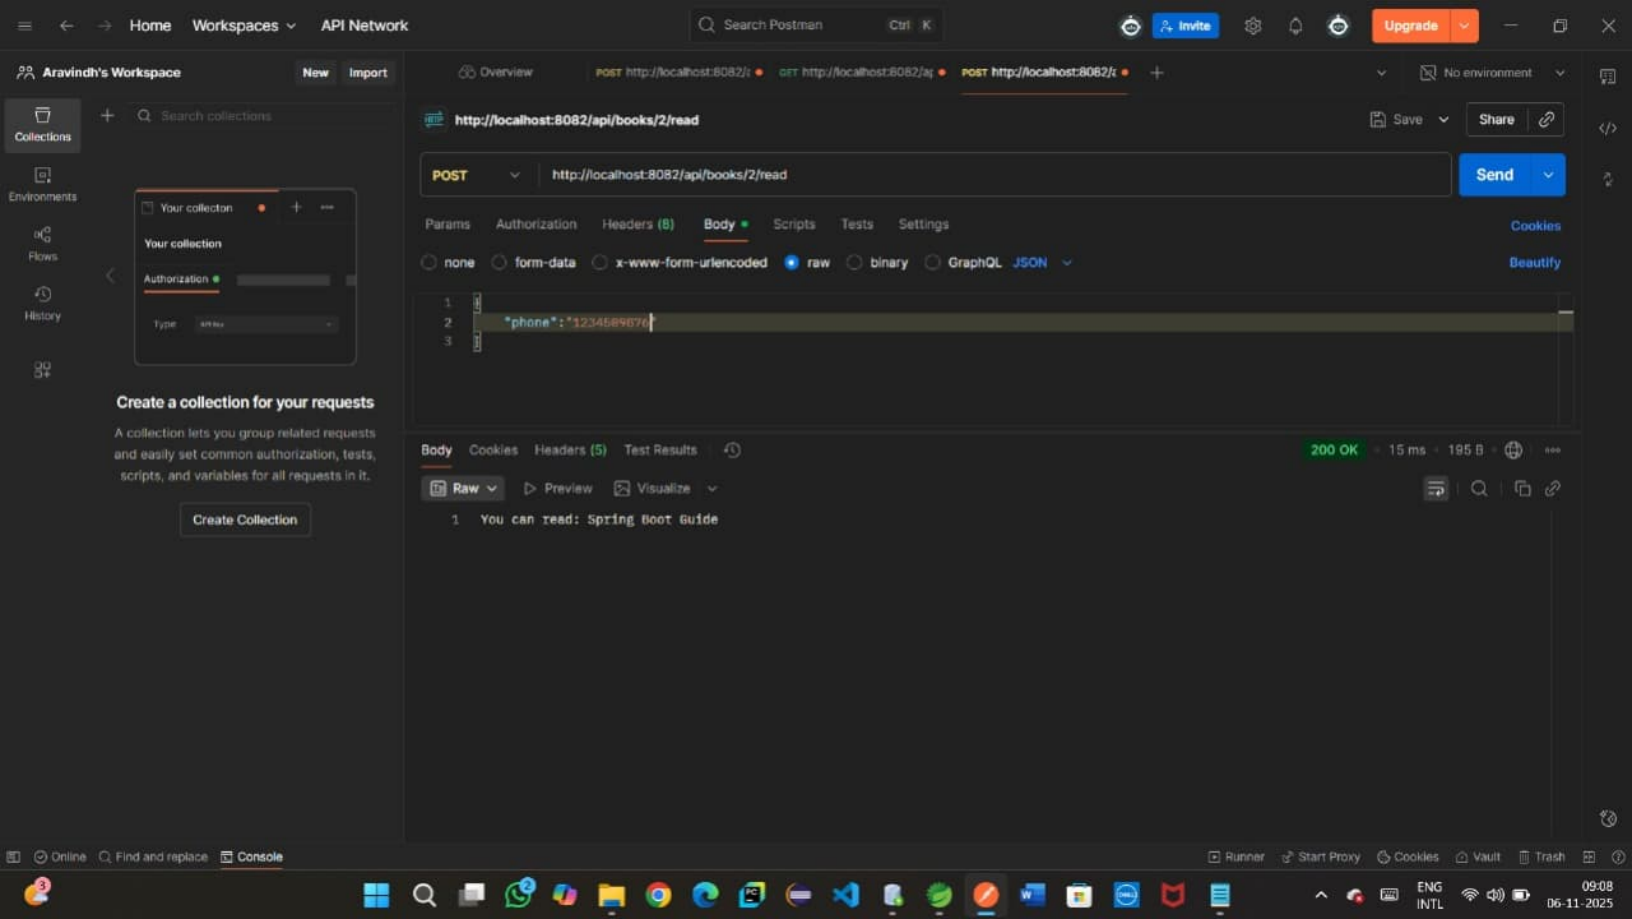 Home Workspaces API Network Search Postman Ctrl K Invite Upgrade
Aravindh's Workspace New Import Overview POST http://localhost:8082/a GET http://localhost:8082/ap POST http://localhost:8082/a No environment
Collections
Search collections
http://localhost:8082/api/books/2/read Save Share
Environments
POST http://localhost:8082/api/books/2/read Send
Your collecton
Params Authorization Headers (8) Body Scripts Tests Settings Cookies
Flows
Your collection
none form-data x-www-form-urlencoded raw binary GraphQL JSON Beautify
Authorization
History
1 {
Type
2 "phone":
3 }
Create a collection for your requests
A collection lets you group related requests
and easily set common authorization, tests,
scripts, and variables for all requests in it.
Create Collection
Body Cookies Headers (5) Test Results 200 OK 15 ms 195 B
Raw Preview Visualize
1 You can read: Spring Boot Guide
Online Find and replace Console Runner Start Proxy Cookies Vault Trash
3 2 PC W DELL ENG
INTL
09:08
06-11-2025